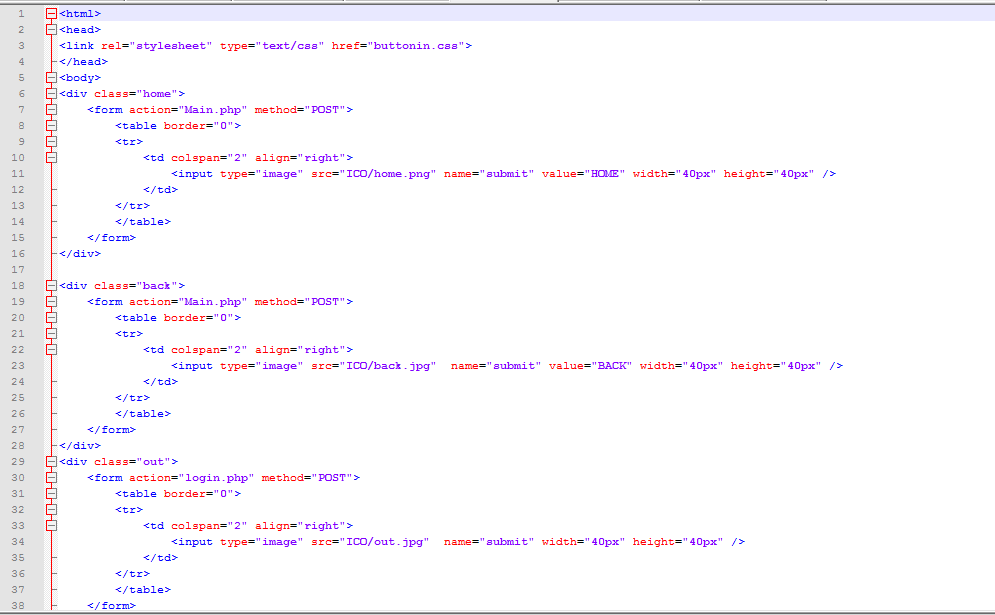 1 <html>
2 <head>
3 <link rel="stylesheet" type="text/css" href="buttonin.css">
4 </head>
5 <body>
6 <div class="home">
7 <form action="Main.php" method="POST">
8 <table border="0">
9 <tr>
10 <td colspan="2" align="right">
11 <input type="image" src="ICO/home.png" name="submit" value="HOME" width="40px" height="40px" />
12 </td>
13 </tr>
14 </table>
15 </form>
16 </div>
17
18 <div class="back">
19 <form action="Main.php" method="POST">
20 <table border="0">
21 <tr>
22 <td colspan="2" align="right">
23 <input type="image" src="ICO/back.jpg"  name="submit" value="BACK" width="40px" height="40px" />
24 </td>
25 </tr>
26 </table>
27 </form>
28 </div>
29 <div class="out">
30 <form action="login.php" method="POST">
31 <table border="0">
32 <tr>
33 <td colspan="2" align="right">
34 <input type="image" src="ICO/out.jpg"  name="submit" width="40px" height="40px" />
35 </td>
36 </tr>
37 </table>
38 </form>